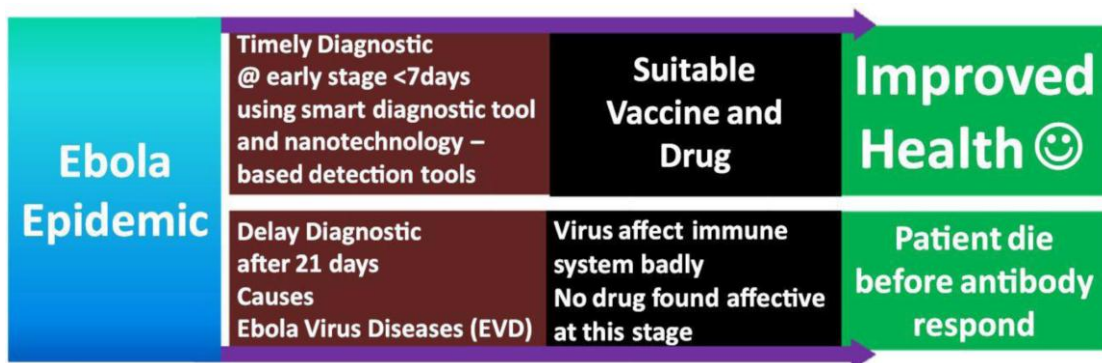 Ebola
Epidemic
Timely Diagnostic
@ early stage <7days
using smart diagnostic tool
and nanotechnology –
based detection tools
Suitable
Vaccine and
Drug
Improved
Health ☺
Delay Diagnostic
after 21 days
Causes
Ebola Virus Diseases (EVD)
Virus affect immune
system badly
No drug found affective
at this stage
Patient die
before antibody
respond